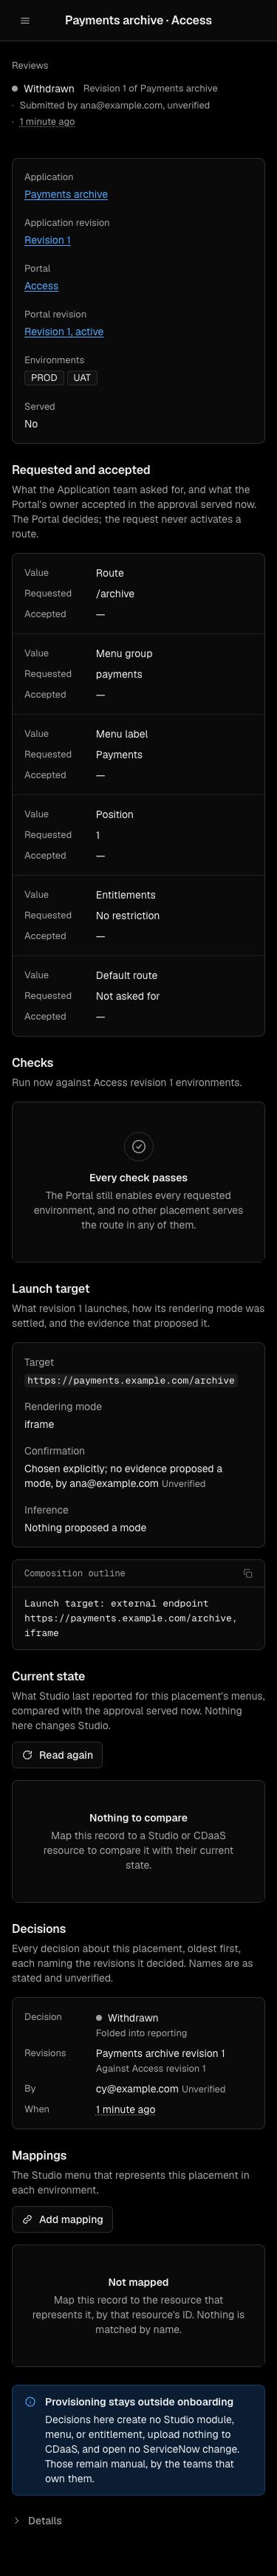 Payments archive · Access
Reviews
Withdrawn Revision 1 of Payments archive
· Submitted by ana@example.com, unverified
· 1 minute ago
Application
Payments archive
Application revision
Revision 1
Portal
Access
Portal revision
Revision 1, active
Environments
PROD UAT
Served
No
Requested and accepted
What the Application team asked for, and what the
Portal's owner accepted in the approval served now.
The Portal decides; the request never activates a
route.
Value Route
Requested /archive
Accepted —
Value Menu group
Requested payments
Accepted —
Value Menu label
Requested Payments
Accepted —
Value Position
Requested 1
Accepted —
Value Entitlements
Requested No restriction
Accepted —
Value Default route
Requested Not asked for
Accepted —
Checks
Run now against Access revision 1 environments.
Every check passes
The Portal still enables every requested
environment, and no other placement serves
the route in any of them.
Launch target
What revision 1 launches, how its rendering mode was
settled, and the evidence that proposed it.
Target
https://payments.example.com/archive
Rendering mode
iframe
Confirmation
Chosen explicitly; no evidence proposed a
mode, by ana@example.com Unverified
Inference
Nothing proposed a mode
Composition outline
Launch target: external endpoint
https://payments.example.com/archive,
iframe
Current state
What Studio last reported for this placement's menus,
compared with the approval served now. Nothing
here changes Studio.
Read again
Nothing to compare
Map this record to a Studio or CDaaS
resource to compare it with their current
state.
Decisions
Every decision about this placement, oldest first,
each naming the revisions it decided. Names are as
stated and unverified.
Decision Withdrawn
Folded into reporting
Revisions Payments archive revision 1
Against Access revision 1
By cy@example.com Unverified
When 1 minute ago
Mappings
The Studio menu that represents this placement in
each environment.
Add mapping
Not mapped
Map this record to the resource that
represents it, by that resource's ID. Nothing is
matched by name.
Provisioning stays outside onboarding
Decisions here create no Studio module,
menu, or entitlement, upload nothing to
CDaaS, and open no ServiceNow change.
Those remain manual, by the teams that
own them.
Details